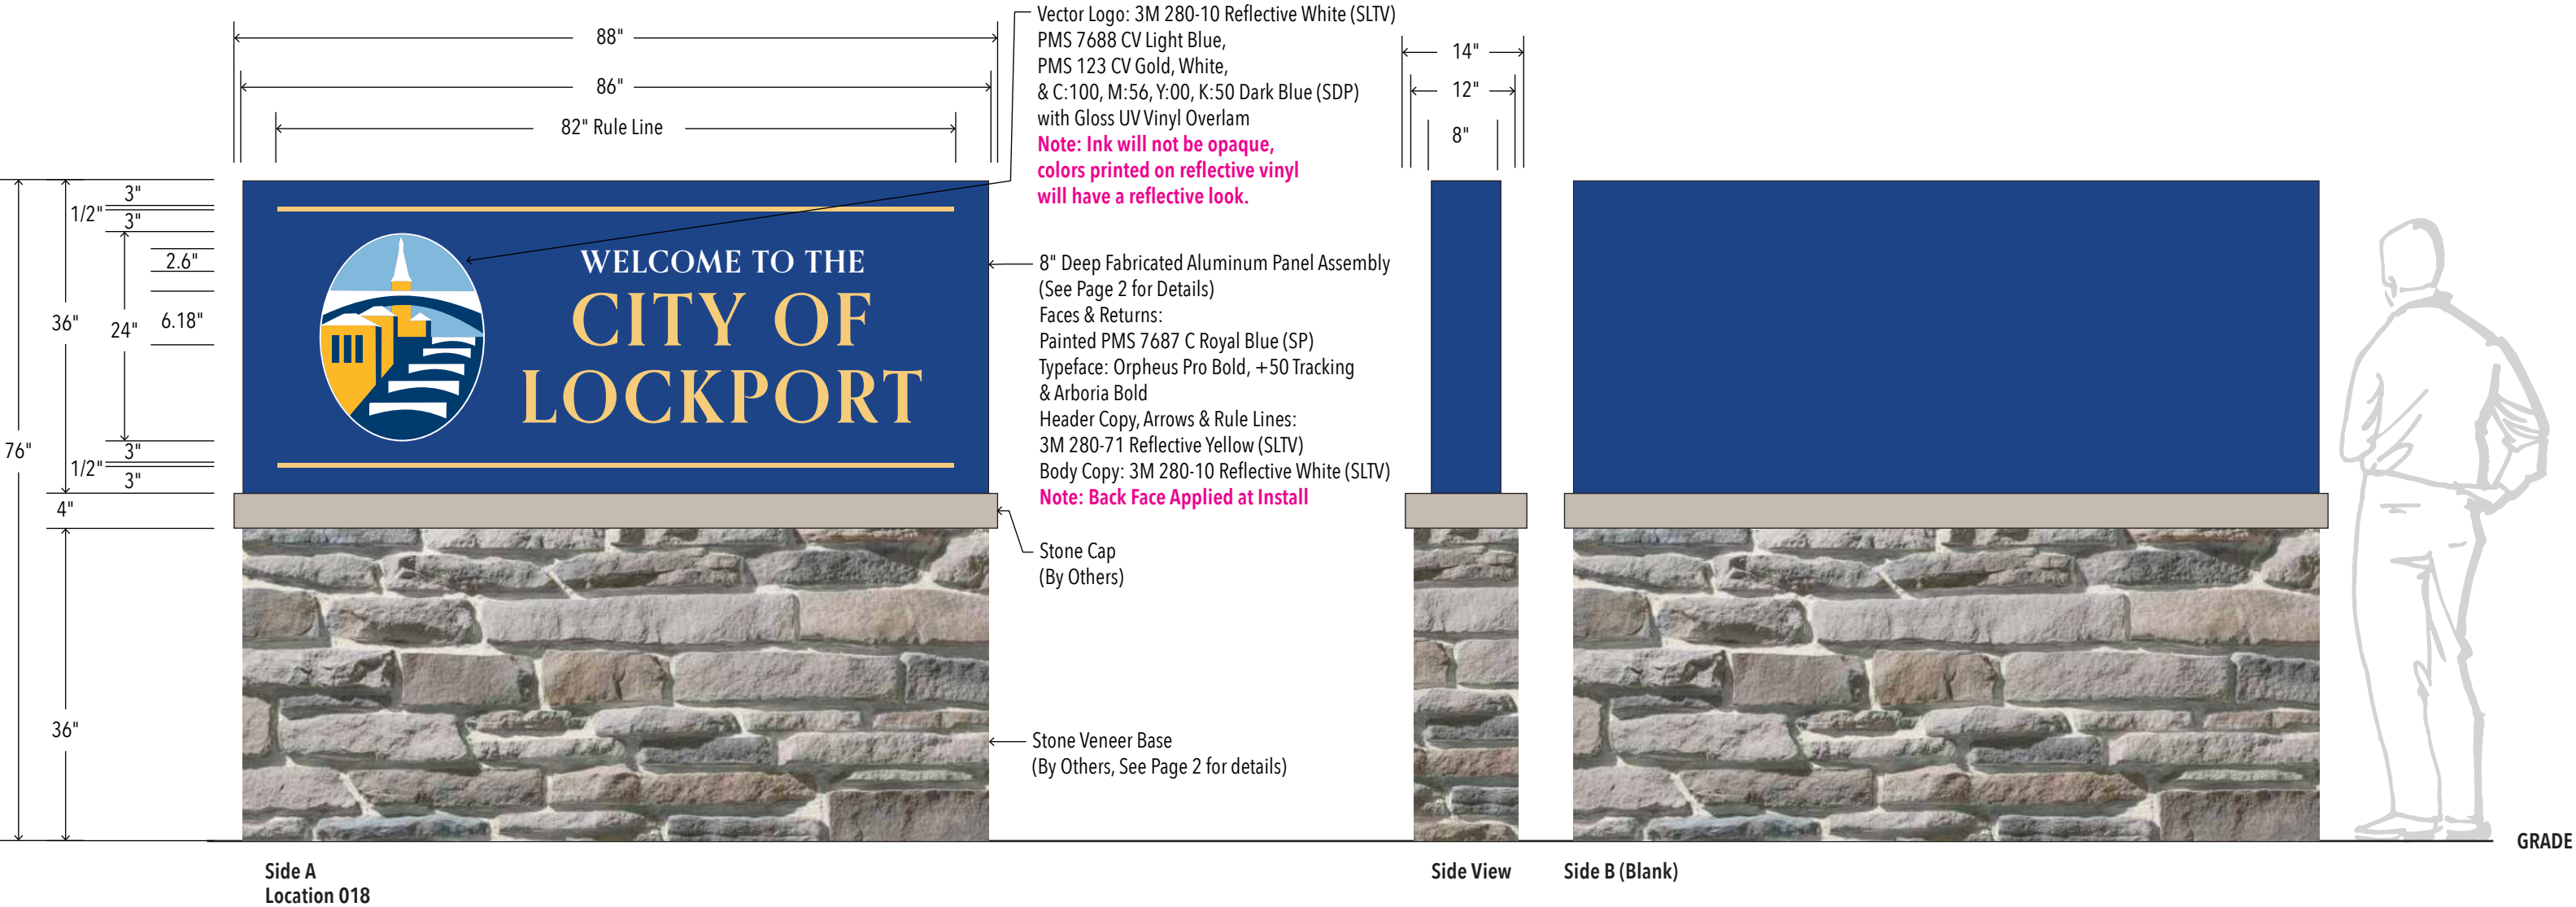 88"
86"
82" Rule Line
Vector Logo: 3M 280-10 Reflective White (SLTV)
PMS 7688 CV Light Blue,
PMS 123 CV Gold, White,
& C:100, M:56, Y:00, K:50 Dark Blue (SDP)
with Gloss UV Vinyl Overlam
Note: Ink will not be opaque,
colors printed on reflective vinyl
will have a reflective look.
14"
12"
8"
3"
1/2"
3"
2.6"
6.18"
24"
36"
76"
3"
1/2"
3"
4"
36"
WELCOME TO THE
CITY OF
LOCKPORT
8" Deep Fabricated Aluminum Panel Assembly
(See Page 2 for Details)
Faces & Returns:
Painted PMS 7687 C Royal Blue (SP)
Typeface: Orpheus Pro Bold, +50 Tracking
& Arboria Bold
Header Copy, Arrows & Rule Lines:
3M 280-71 Reflective Yellow (SLTV)
Body Copy: 3M 280-10 Reflective White (SLTV)
Note: Back Face Applied at Install
Stone Cap
(By Others)
Stone Veneer Base
(By Others, See Page 2 for details)
GRADE
Side A
Location 018
Side View
Side B (Blank)